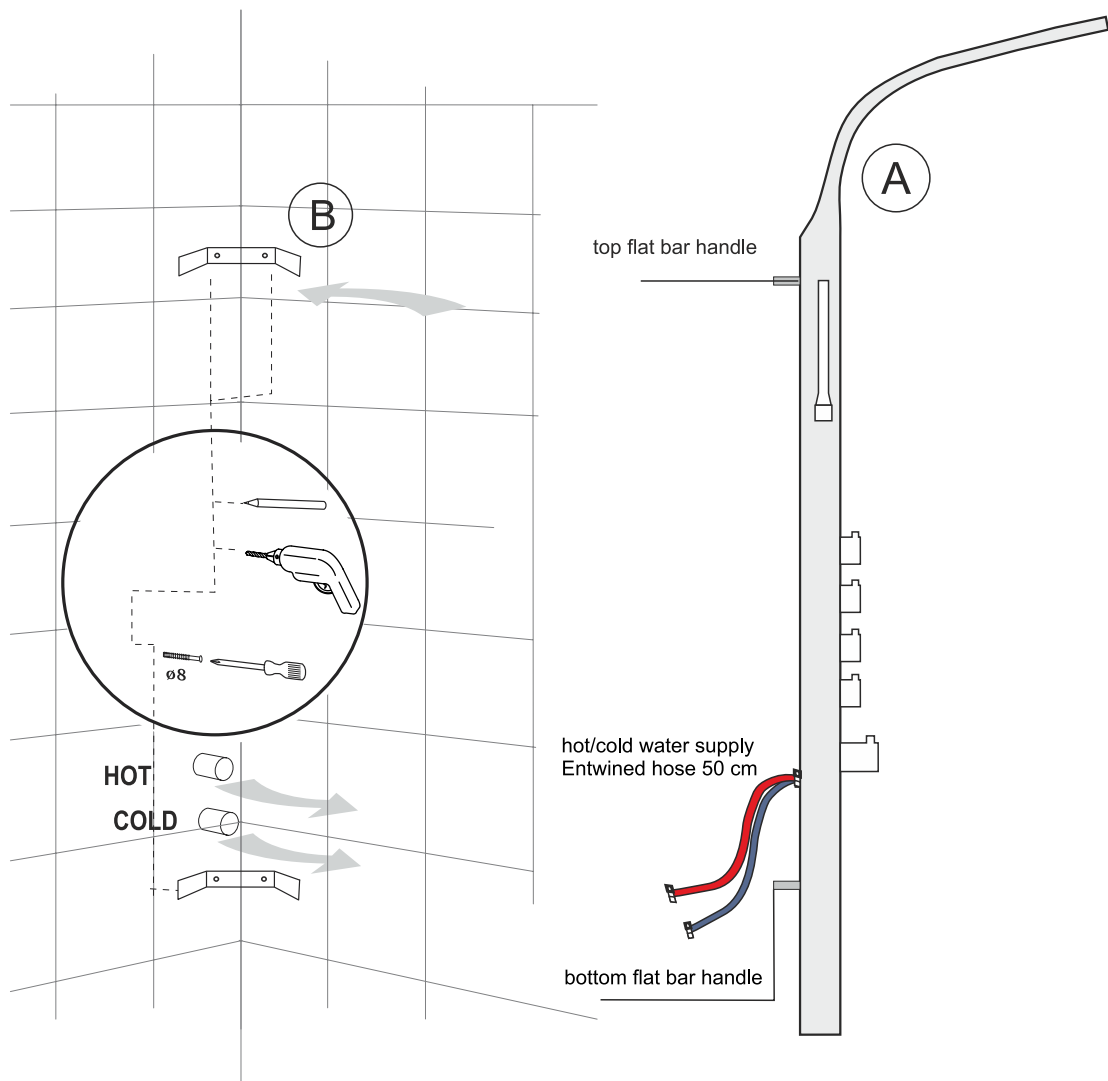 B
A
top flat bar handle
ø8
HOT
COLD
hot/cold water supply
Entwined hose 50 cm
bottom flat bar handle